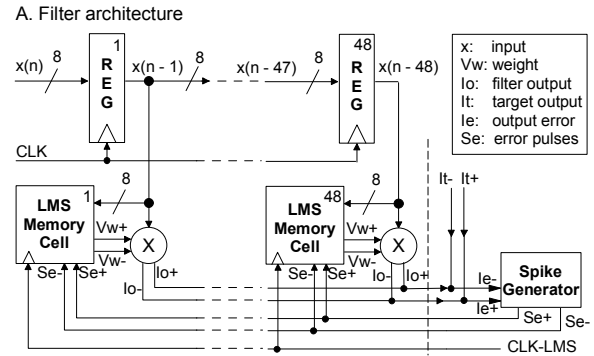 A. Filter architecture
x(n)
8
1
REG
x(n - 1)
8
x(n - 47)
8
48
REG
x(n - 48)
x: input
Vw: weight
Io: filter output
It: target output
Ie: output error
Se: error pulses
CLK
8
8
It- It+
1
LMS
Memory
Cell
Vw+
Vw-
X
48
LMS
Memory
Cell
Vw+
Vw-
X
Se- Se+
Io-
Io+
Se- Se+
Io-
Io+
Ie-
Ie+
Spike
Generator
Se+
Se-
CLK-LMS